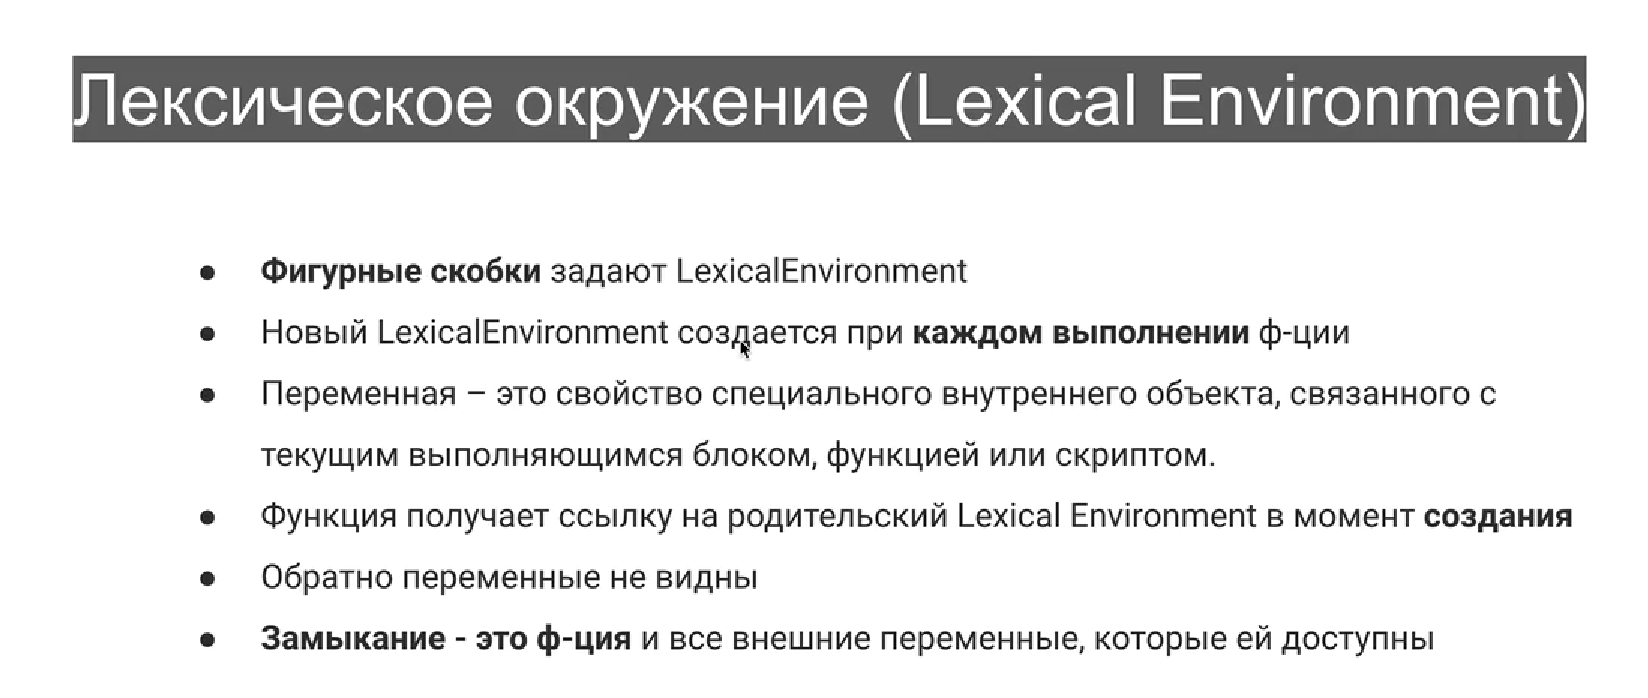 Лексическое окружение (Lexical Environment)
● Фигурные скобки задают LexicalEnvironment
● Новый LexicalEnvironment создается при каждом выполнении ф-ции
● Переменная – это свойство специального внутреннего объекта, связанного с
текущим выполняющимся блоком, функцией или скриптом.
● Функция получает ссылку на родительский Lexical Environment в момент создания
● Обратно переменные не видны
● Замыкание - это ф-ция и все внешние переменные, которые ей доступны